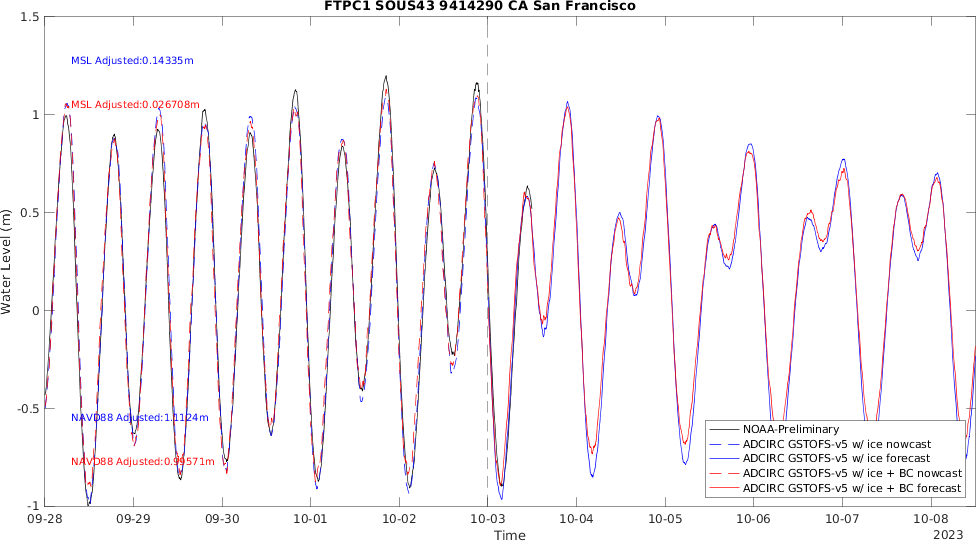 FTPC1 SOUS43 9414290 CA San Francisco
1.5
MSL Adjusted:0.14335m
MSL Adjusted:0.026708m
1
0.5
Water Level (m)
0
-0.5
NAVD88 Adjusted:1.1124m
NAVD88 Adjusted:0.99571m
-1
NOAA-Preliminary
ADCIRC GSTOFS-v5 w/ ice nowcast
ADCIRC GSTOFS-v5 w/ ice forecast
ADCIRC GSTOFS-v5 w/ ice + BC nowcast
ADCIRC GSTOFS-v5 w/ ice + BC forecast
09-28 09-29 09-30 10-01 10-02 10-03 10-04 10-05 10-06 10-07 10-08
Time
2023